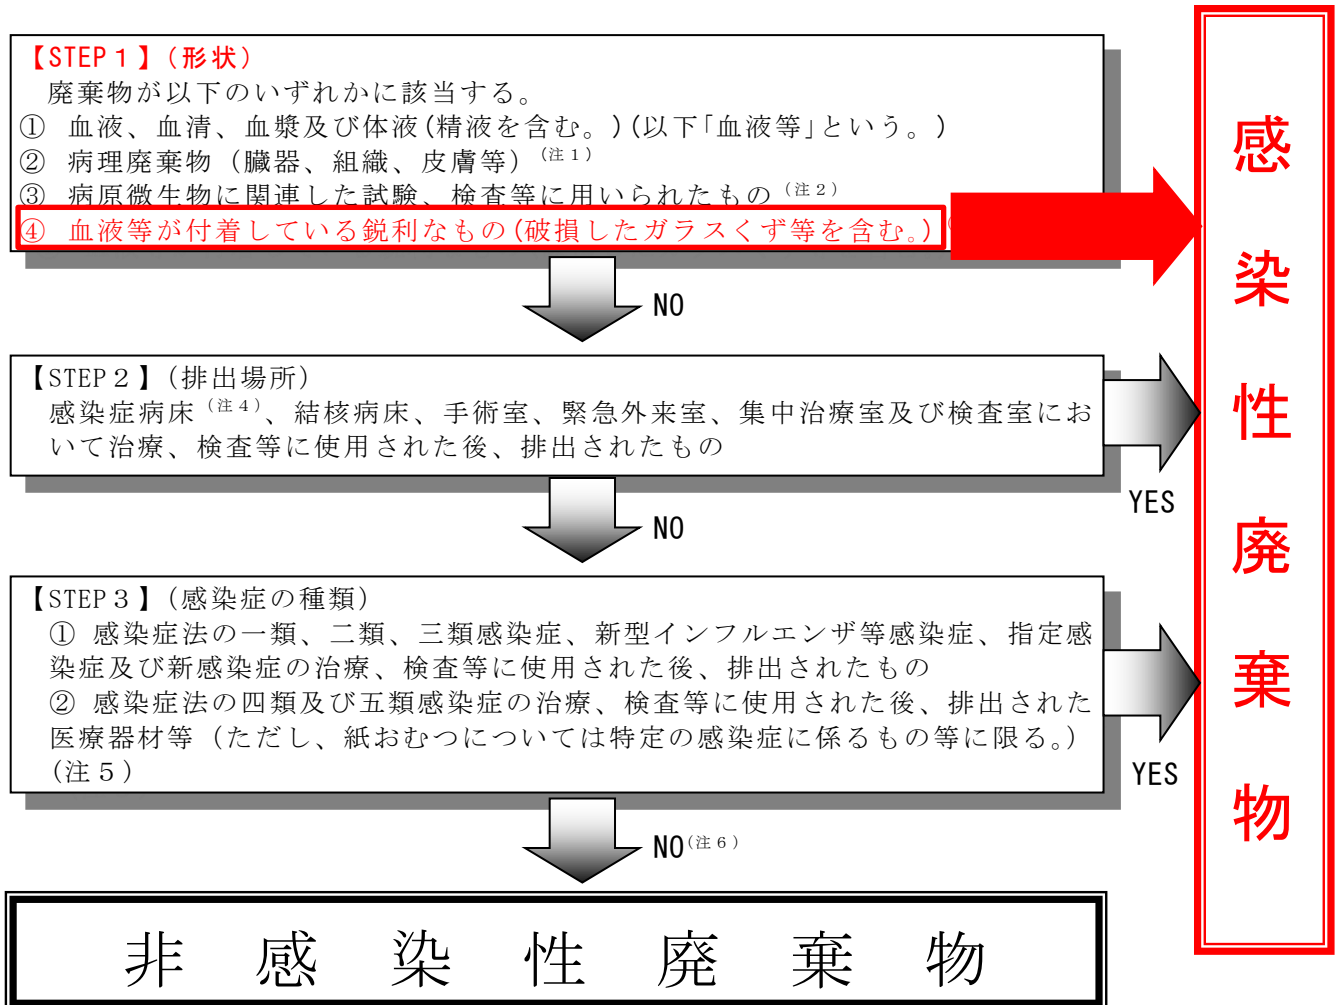 【STEP１】(形状)
廃棄物が以下のいずれかに該当する。
① 血液、血清、血漿及び体液(精液を含む。)(以下｢血液等｣という。)
② 病理廃棄物（臓器、組織、皮膚等）(注１)
③ 病原微生物に関連した試験、検査等に用いられたもの(注２)
④ 血液等が付着している鋭利なもの(破損したガラスくず等を含む。)
NO
【STEP２】(排出場所)
感染症病床(注４)、結核病床、手術室、緊急外来室、集中治療室及び検査室にお
いて治療、検査等に使用された後、排出されたもの
YES
NO
【STEP３】(感染症の種類)
① 感染症法の一類、二類、三類感染症、新型インフルエンザ等感染症、指定感
染症及び新感染症の治療、検査等に使用された後、排出されたもの
② 感染症法の四類及び五類感染症の治療、検査等に使用された後、排出された
医療器材等（ただし、紙おむつについては特定の感染症に係るもの等に限る。)
(注５)
YES
NO(注６)
非感染性廃棄物
感染性廃棄物